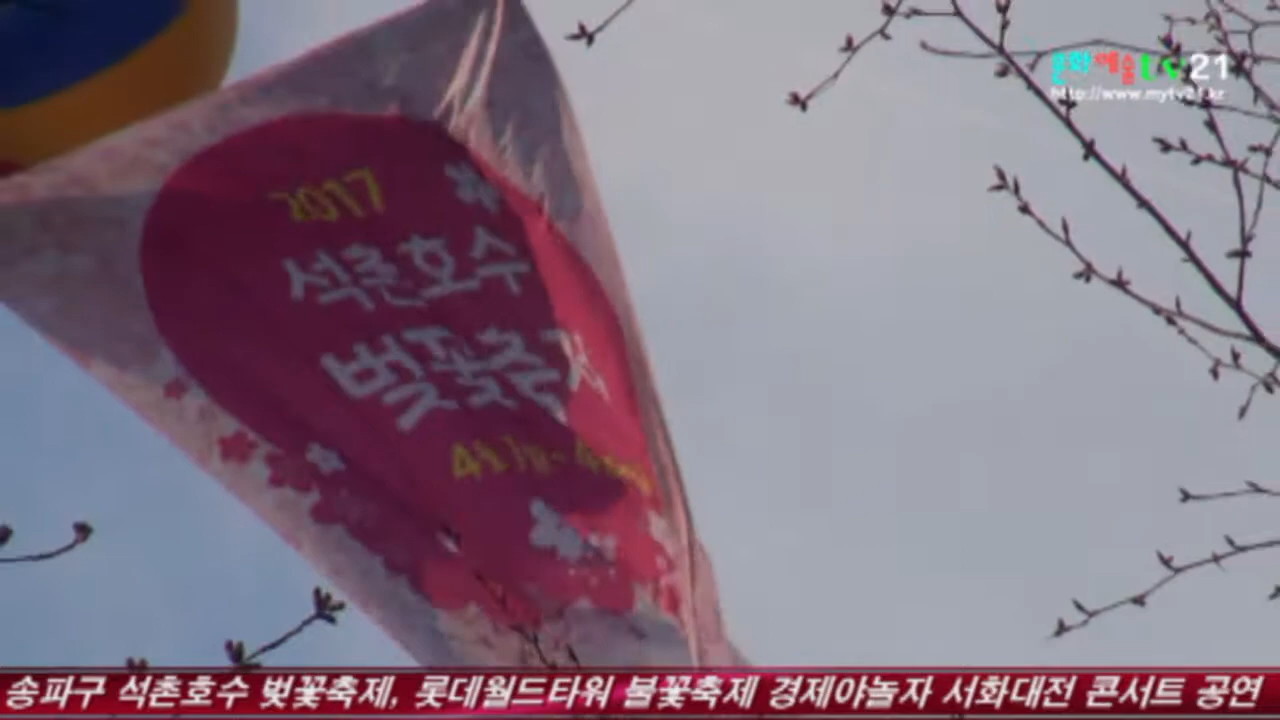 문화예술tv21
http://www.mytv21.kr
2017
석촌호수
벚꽃축제
송파구 석촌호수 벚꽃축제, 롯데월드타워 불꽃축제 경제야놀자 서화대전 콘서트 공연